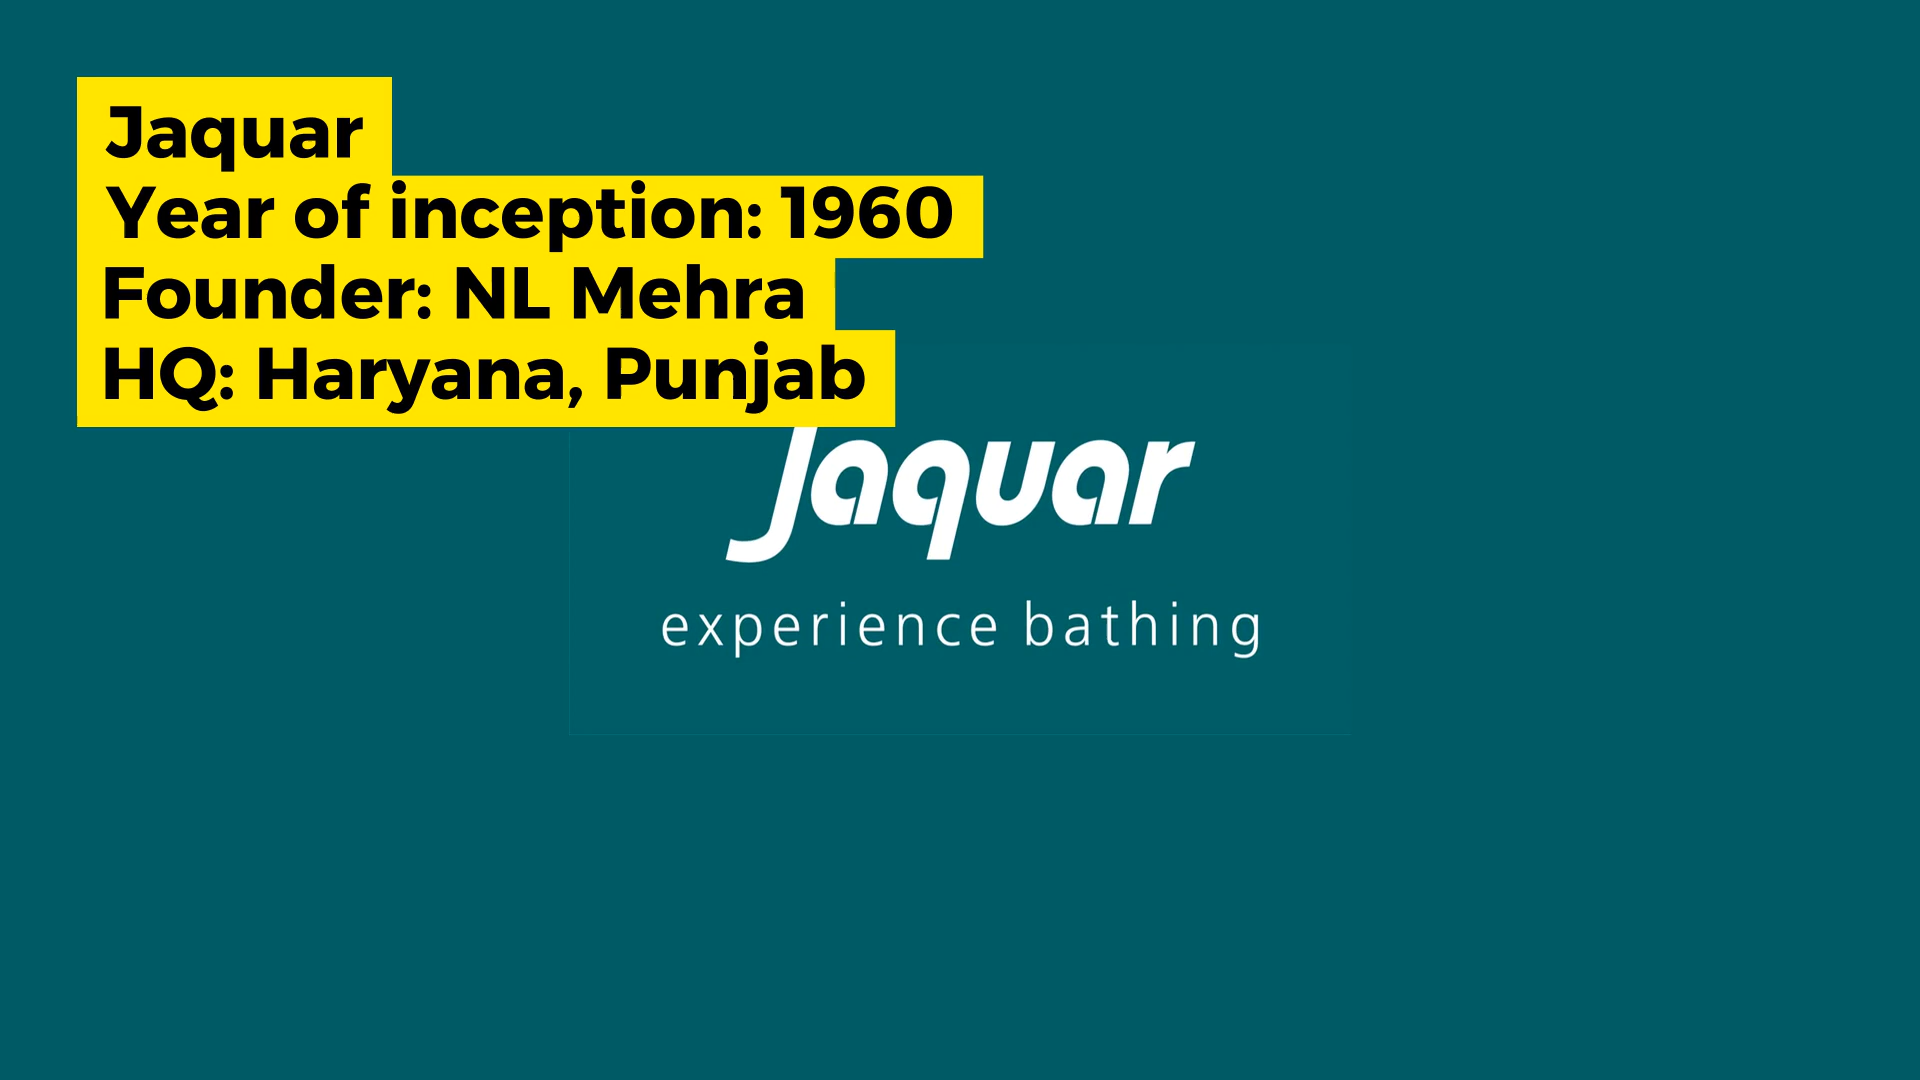 Jaquar
Year of inception: 1960
Founder: NL Mehra
HQ: Haryana, Punjab
Jaquar
experience bathing